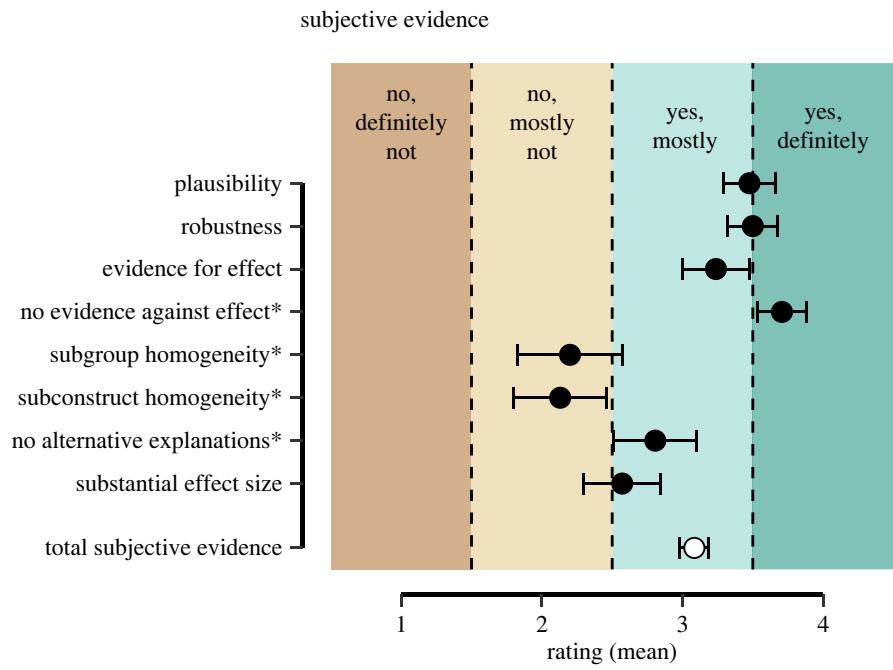 subjective evidence
no,
definitely
not
no,
mostly
not
yes,
mostly
yes,
definitely
plausibility
robustness
evidence for effect
no evidence against effect*
subgroup homogeneity*
subconstruct homogeneity*
no alternative explanations*
substantial effect size
total subjective evidence
1 2 3 4
rating (mean)